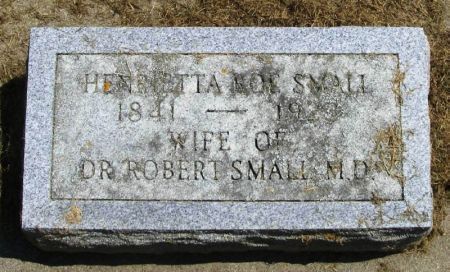 HENRIETTA ROE SMALL
1841 —
WIFE OF
DR ROBERT SMALL M.D.